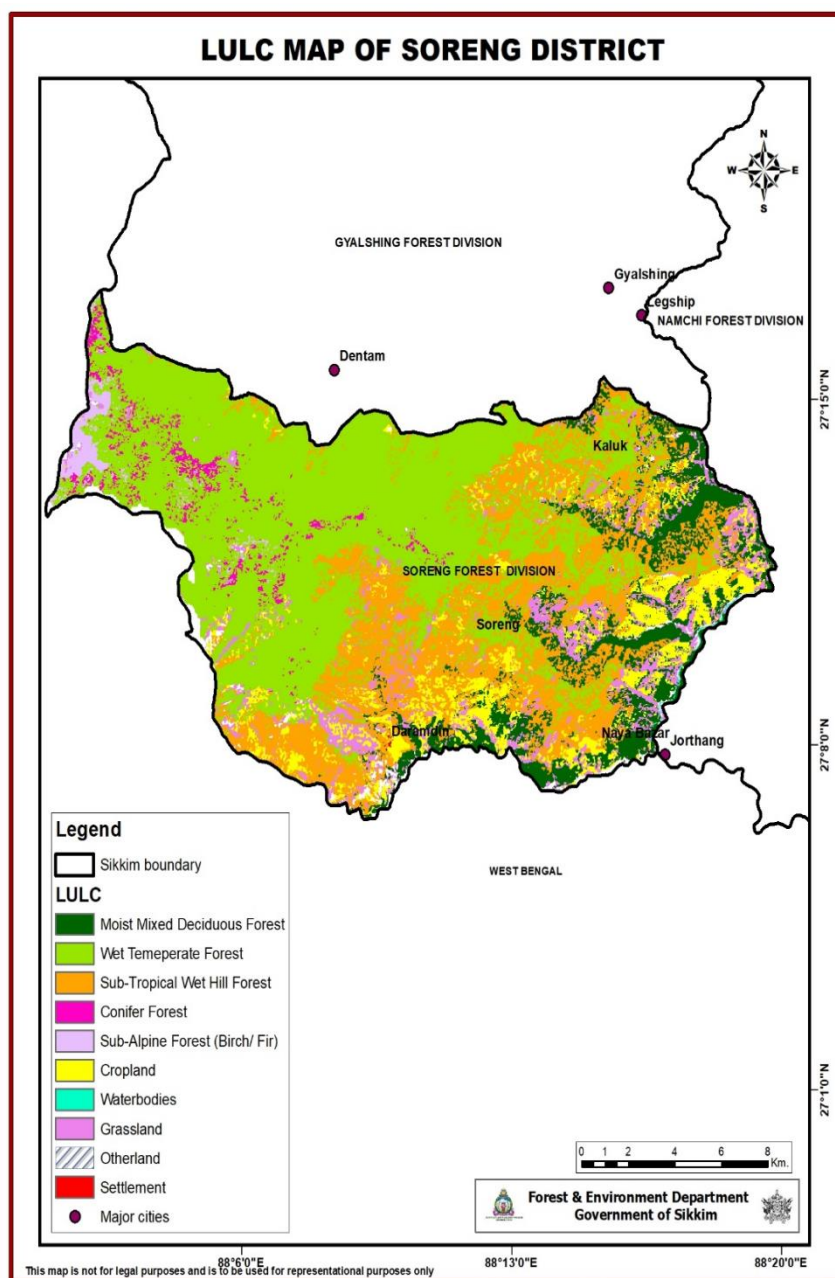 LULC MAP OF SORENG DISTRICT
N
W E
S
GYALSHING FOREST DIVISION
Gyalshing
Legship
NAMCHI FOREST DIVISION
Dentam
27°15'0"N
Kaluk
SORENG FOREST DIVISION
Soreng
Daramdin
Naya Bazar
Jorthang
27°8'0"N
WEST BENGAL
Legend
Sikkim boundary
LULC
Moist Mixed Deciduous Forest
Wet Temeperate Forest
Sub-Tropical Wet Hill Forest
Conifer Forest
Sub-Alpine Forest (Birch/ Fir)
Cropland
Waterbodies
Grassland
Otherland
Settlement
Major cities
27°1'0"N
0 1 2 4 6 8
Km.
Forest & Environment Department
Government of Sikkim
88°6'0"E 88°13'0"E 88°20'0"E
This map is not for legal purposes and is to be used for representational purposes only